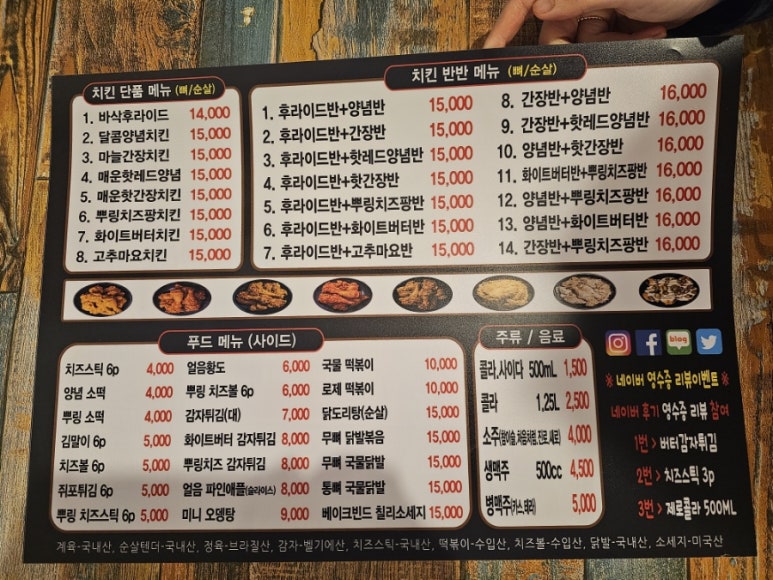 치킨 단품 메뉴 (뼈/순살)
1. 바삭후라이드 14,000
2. 달콤양념치킨 15,000
3. 마늘간장치킨 15,000
4. 매운핫레드양념 15,000
5. 매운핫간장치킨 15,000
6. 뿌링치즈팡치킨 15,000
7. 화이트버터치킨 15,000
8. 고추마요치킨 15,000
치킨 반반 메뉴 (뼈/순살)
1. 후라이드반+양념반 15,000
2. 후라이드반+간장반 15,000
3. 후라이드반+핫레드양념반 15,000
4. 후라이드반+핫간장반 15,000
5. 후라이드반+뿌링치즈팡반 15,000
6. 후라이드반+화이트버터반 15,000
7. 후라이드반+고추마요반 15,000
8. 간장반+양념반 16,000
9. 간장반+핫레드양념반 16,000
10. 양념반+핫간장반 16,000
11. 화이트버터반+뿌링치즈팡반 16,000
12. 양념반+뿌링치즈팡반 16,000
13. 양념반+화이트버터반 16,000
14. 간장반+뿌링치즈팡반 16,000
푸드 메뉴 (사이드)
치즈스틱 6p 4,000
양념 소떡 4,000
뿌링 소떡 4,000
김말이 6p 5,000
치즈볼 6p 5,000
쥐포튀김 6p 5,000
뿌링 치즈스틱 6p 5,000
얼음황도 6,000
뿌링 치즈볼 6p 6,000
감자튀김(대) 7,000
화이트버터 감자튀김 8,000
뿌링치즈 감자튀김 8,000
얼음 파인애플(슬라이스) 8,000
미니 오뎅탕 9,000
국물 떡볶이 10,000
로제 떡볶이 10,000
닭도리탕(순살) 15,000
무뼈 닭발볶음 15,000
무뼈 국물닭발 15,000
통뼈 국물닭발 15,000
베이크빈드 칠리소세지 15,000
주류 / 음료
콜라.사이다 500mL 1,500
콜라 1.25L 2,500
소주(참이슬,처음처럼,진로,새로) 4,000
생맥주 500cc 4,500
병맥주(카스,테라) 5,000
blog
※ 네이버 영수증 리뷰이벤트 ※
네이버 후기 영수증 리뷰 참여
1번 > 버터감자튀김
2번 > 치즈스틱 3p
3번 > 제로콜라 500ML
계육-국내산, 순살텐더-국내산, 정육-브라질산, 감자-벨기에산, 치즈스틱-국내산, 떡볶이-수입산, 치즈볼-수입산, 닭발-국내산, 소세지-미국산